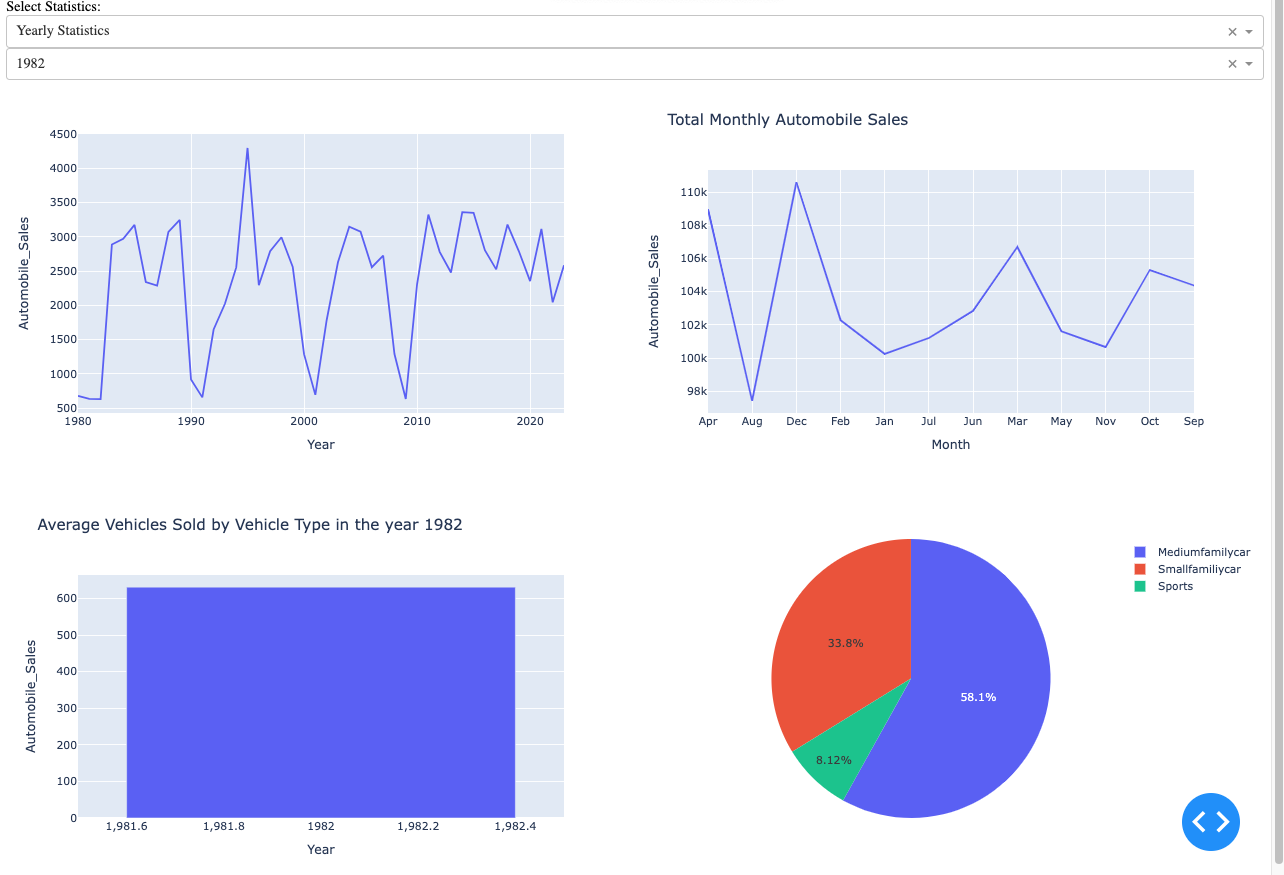 Select Statistics:
Yearly Statistics
1982
4500
4000
3500
3000
2500
2000
1500
1000
500
Automobile_Sales
1980 1990 2000 2010 2020
Year
Total Monthly Automobile Sales
110k
108k
106k
104k
102k
100k
98k
Automobile_Sales
Apr Aug Dec Feb Jan Jul Jun Mar May Nov Oct Sep
Month
Average Vehicles Sold by Vehicle Type in the year 1982
600
500
400
300
200
100
0
Automobile_Sales
1,981.6 1,981.8 1982 1,982.2 1,982.4
Year
Mediumfamilycar
Smallfamiliycar
Sports
33.8%
58.1%
8.12%